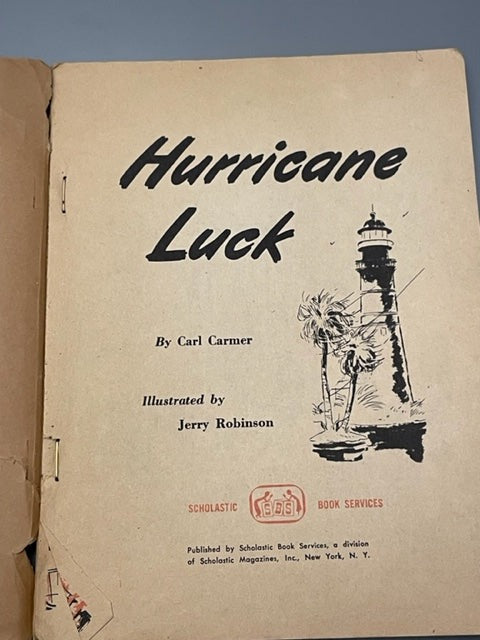 Hurricane
Luck
By Carl Carmer
Illustrated by
Jerry Robinson
SCHOLASTIC SBS BOOK SERVICES
Published by Scholastic Book Services, a division
of Scholastic Magazines, Inc., New York, N. Y.